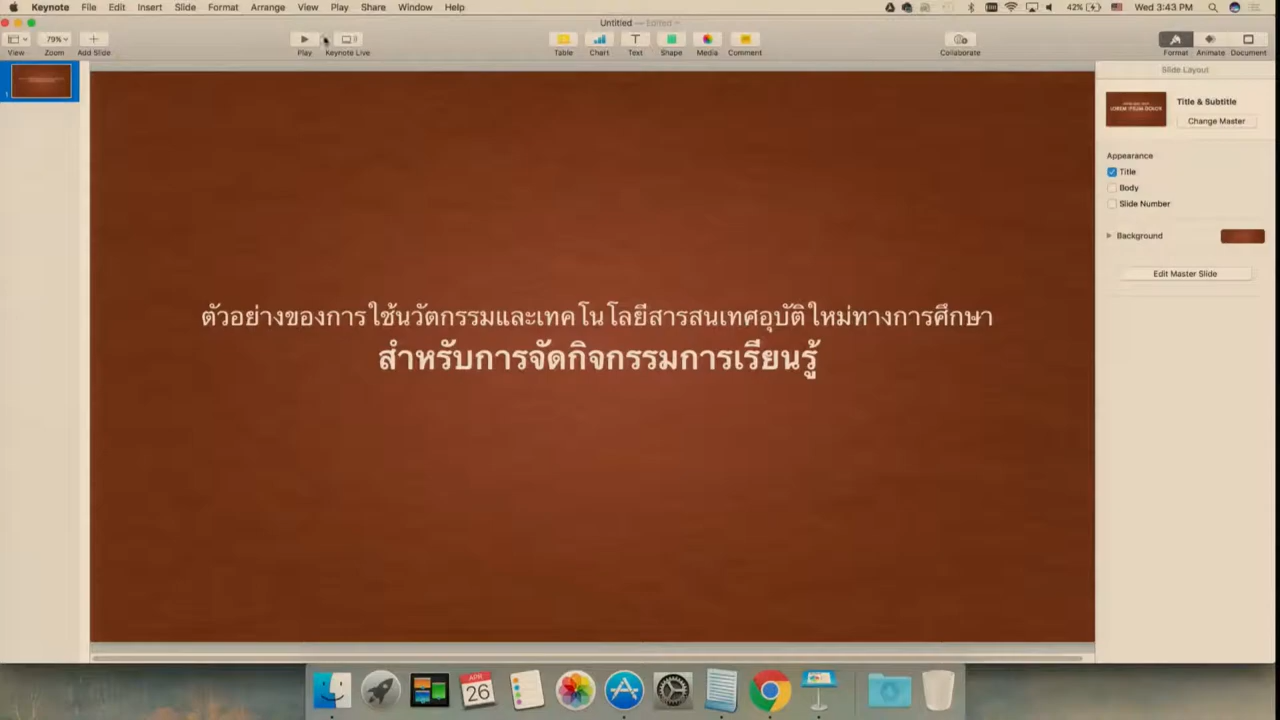 Keynote File Edit Insert Slide Format Arrange View Play Share Window Help 42% Wed 3:43 PM
Untitled — Edited
79%
View Zoom Add Slide Play Keynote Live Table Chart Text Shape Media Comment Collaborate Format Animate Document
Slide Layout
Title & Subtitle
Change Master
Appearance
Title
Body
Slide Number
Background
Edit Master Slide
1
ตัวอย่างของการใช้นวัตกรรมและเทคโนโลยีสารสนเทศอุบัติใหม่ทางการศึกษา
สำหรับการจัดกิจกรรมการเรียนรู้
APR
26